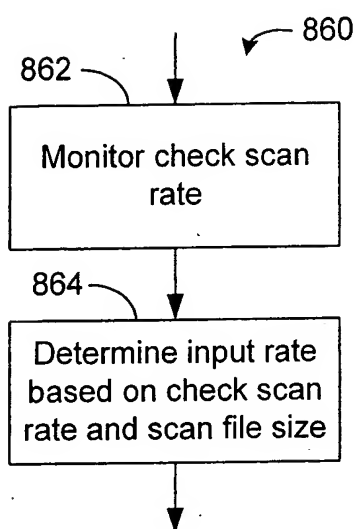 860
862
Monitor check scan
rate
864
Determine input rate
based on check scan
rate and scan file size